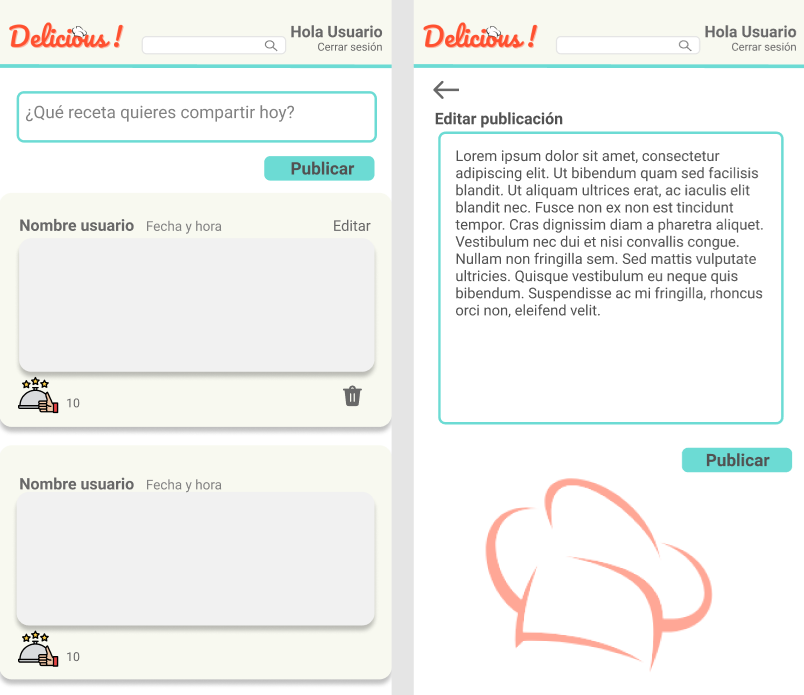 Delicious !
Hola Usuario
Cerrar sesión
¿Qué receta quieres compartir hoy?
Publicar
Nombre usuario Fecha y hora Editar
10
Nombre usuario Fecha y hora
10
Delicious !
Hola Usuario
Cerrar sesión
Editar publicación
Lorem ipsum dolor sit amet, consectetur
adipiscing elit. Ut bibendum quam sed facilisis
blandit. Ut aliquam ultrices erat, ac iaculis elit
blandit nec. Fusce non ex non est tincidunt
tempor. Cras dignissim diam a pharetra aliquet.
Vestibulum nec dui et nisi convallis congue.
Nullam non fringilla sem. Sed mattis vulputate
ultricies. Quisque vestibulum eu neque quis
bibendum. Suspendisse ac mi fringilla, rhoncus
orci non, eleifend velit.
Publicar